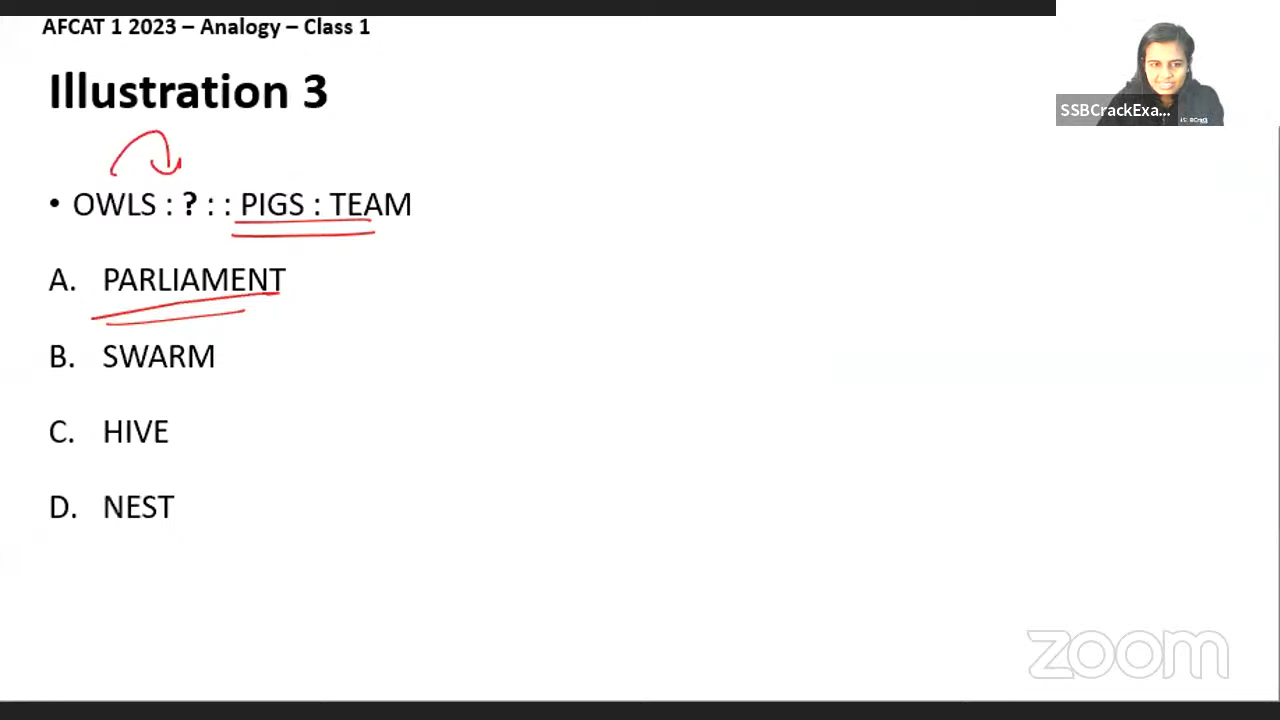 AFCAT 1 2023 – Analogy – Class 1
SSBCrackExa...
Illustration 3
• OWLS : ? : : PIGS : TEAM
A. PARLIAMENT
B. SWARM
C. HIVE
D. NEST
zoom